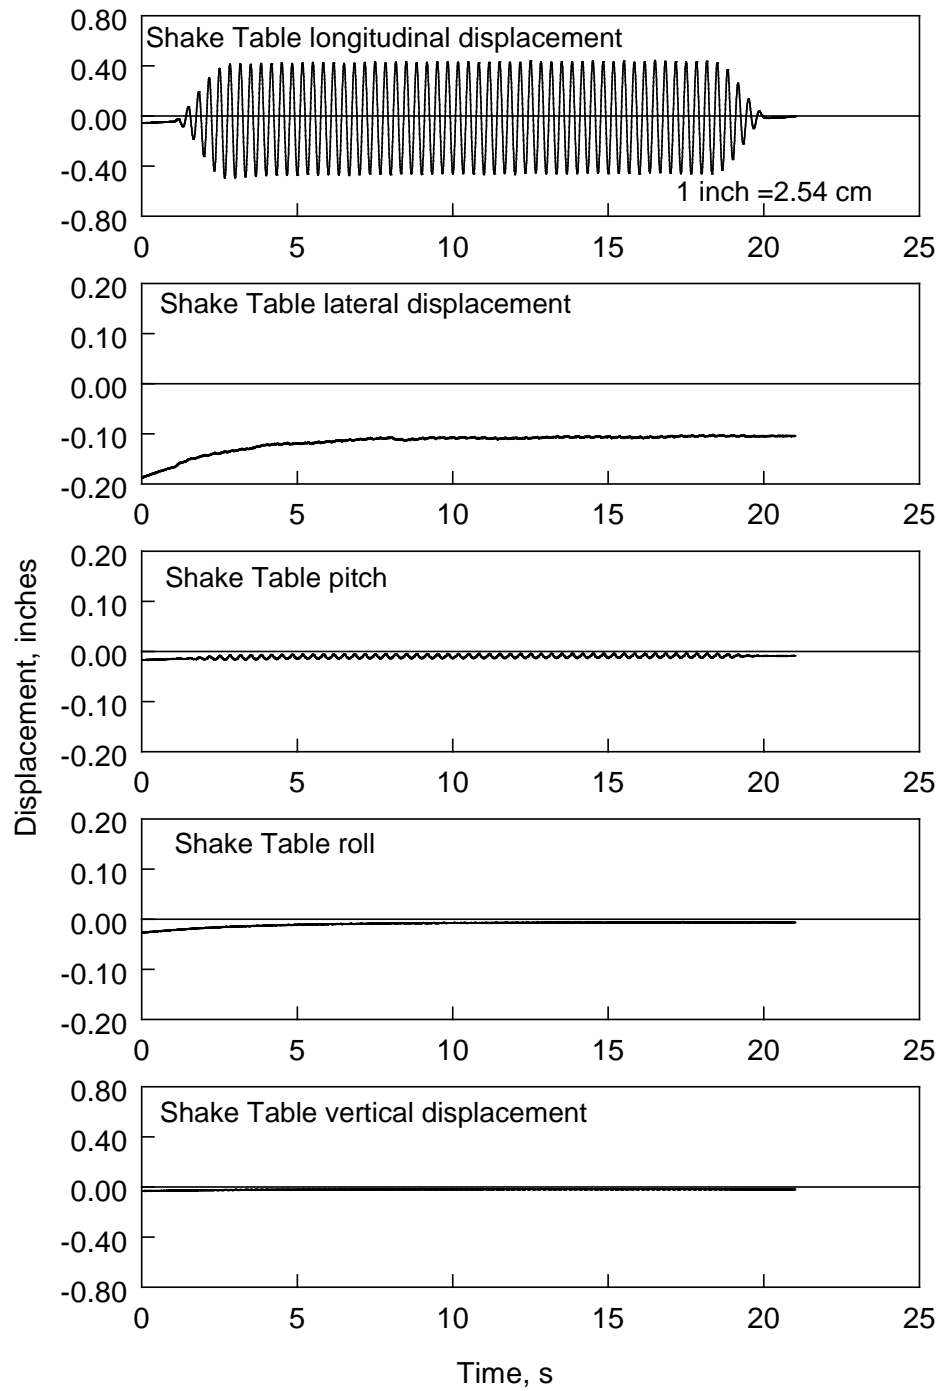 0.80
Shake Table longitudinal displacement
0.40
0.00
-0.40
1 inch =2.54 cm
-0.80
0 5 10 15 20 25
0.20
Shake Table lateral displacement
0.10
0.00
-0.10
-0.20
0 5 10 15 20 25
Displacement, inches
0.20
Shake Table pitch
0.10
0.00
-0.10
-0.20
0 5 10 15 20 25
0.20
Shake Table roll
0.10
0.00
-0.10
-0.20
0 5 10 15 20 25
0.80
Shake Table vertical displacement
0.40
0.00
-0.40
-0.80
0 5 10 15 20 25
Time, s